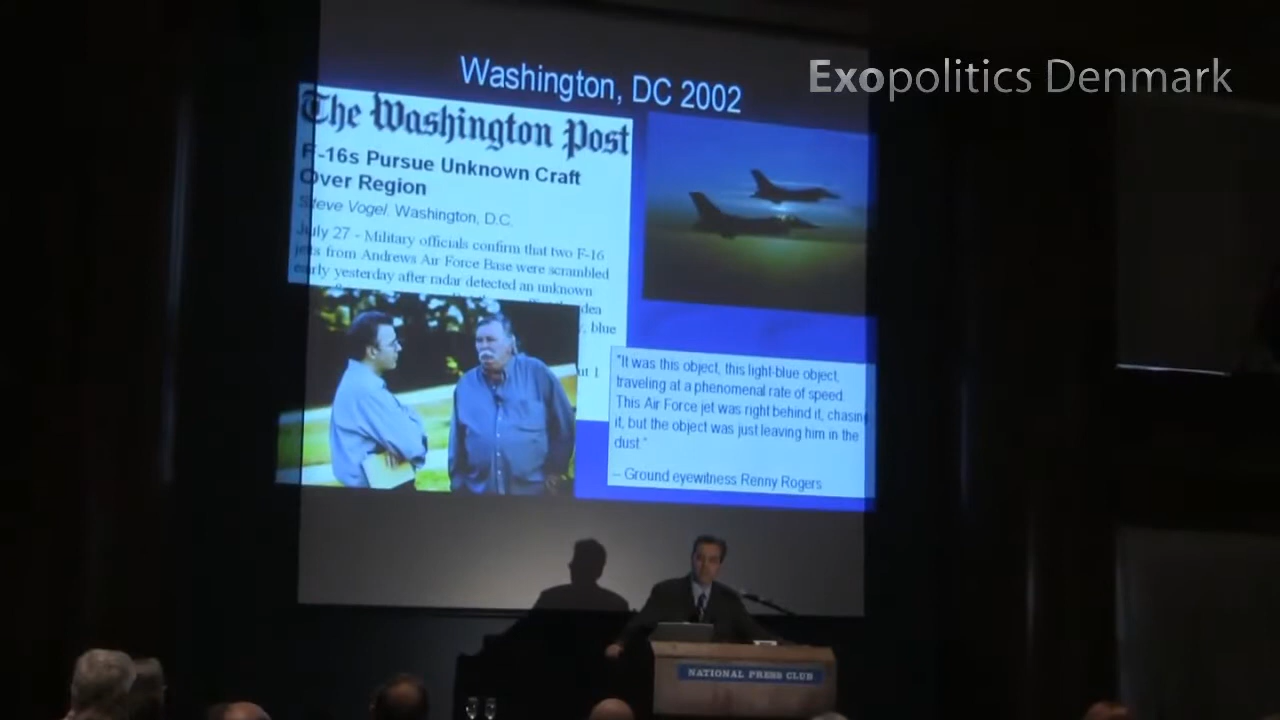 Exopolitics Denmark
Washington, DC 2002
The Washington Post
F-16s Pursue Unknown Craft
Over Region
Steve Vogel. Washington, D.C.
July 27 - Military officials confirm that two F-16
jets from Andrews Air Force Base were scrambled
early yesterday after radar detected an unknown
, blue
"It was this object, this light-blue object,
traveling at a phenomenal rate of speed.
This Air Force jet was right behind it, chasing
it, but the object was just leaving him in the
dust."
– Ground eyewitness Renny Rogers
NATIONAL PRESS CLUB